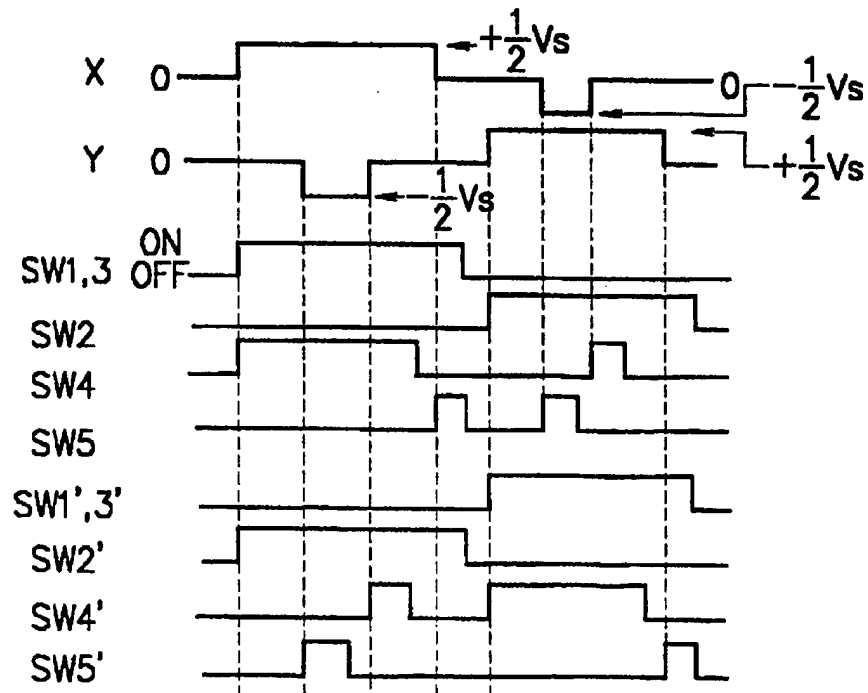 +1/2Vs
X 0
0
-1/2Vs
Y 0
+1/2Vs
-1/2Vs
ON
SW1,3 OFF
SW2
SW4
SW5
SW1',3'
SW2'
SW4'
SW5'